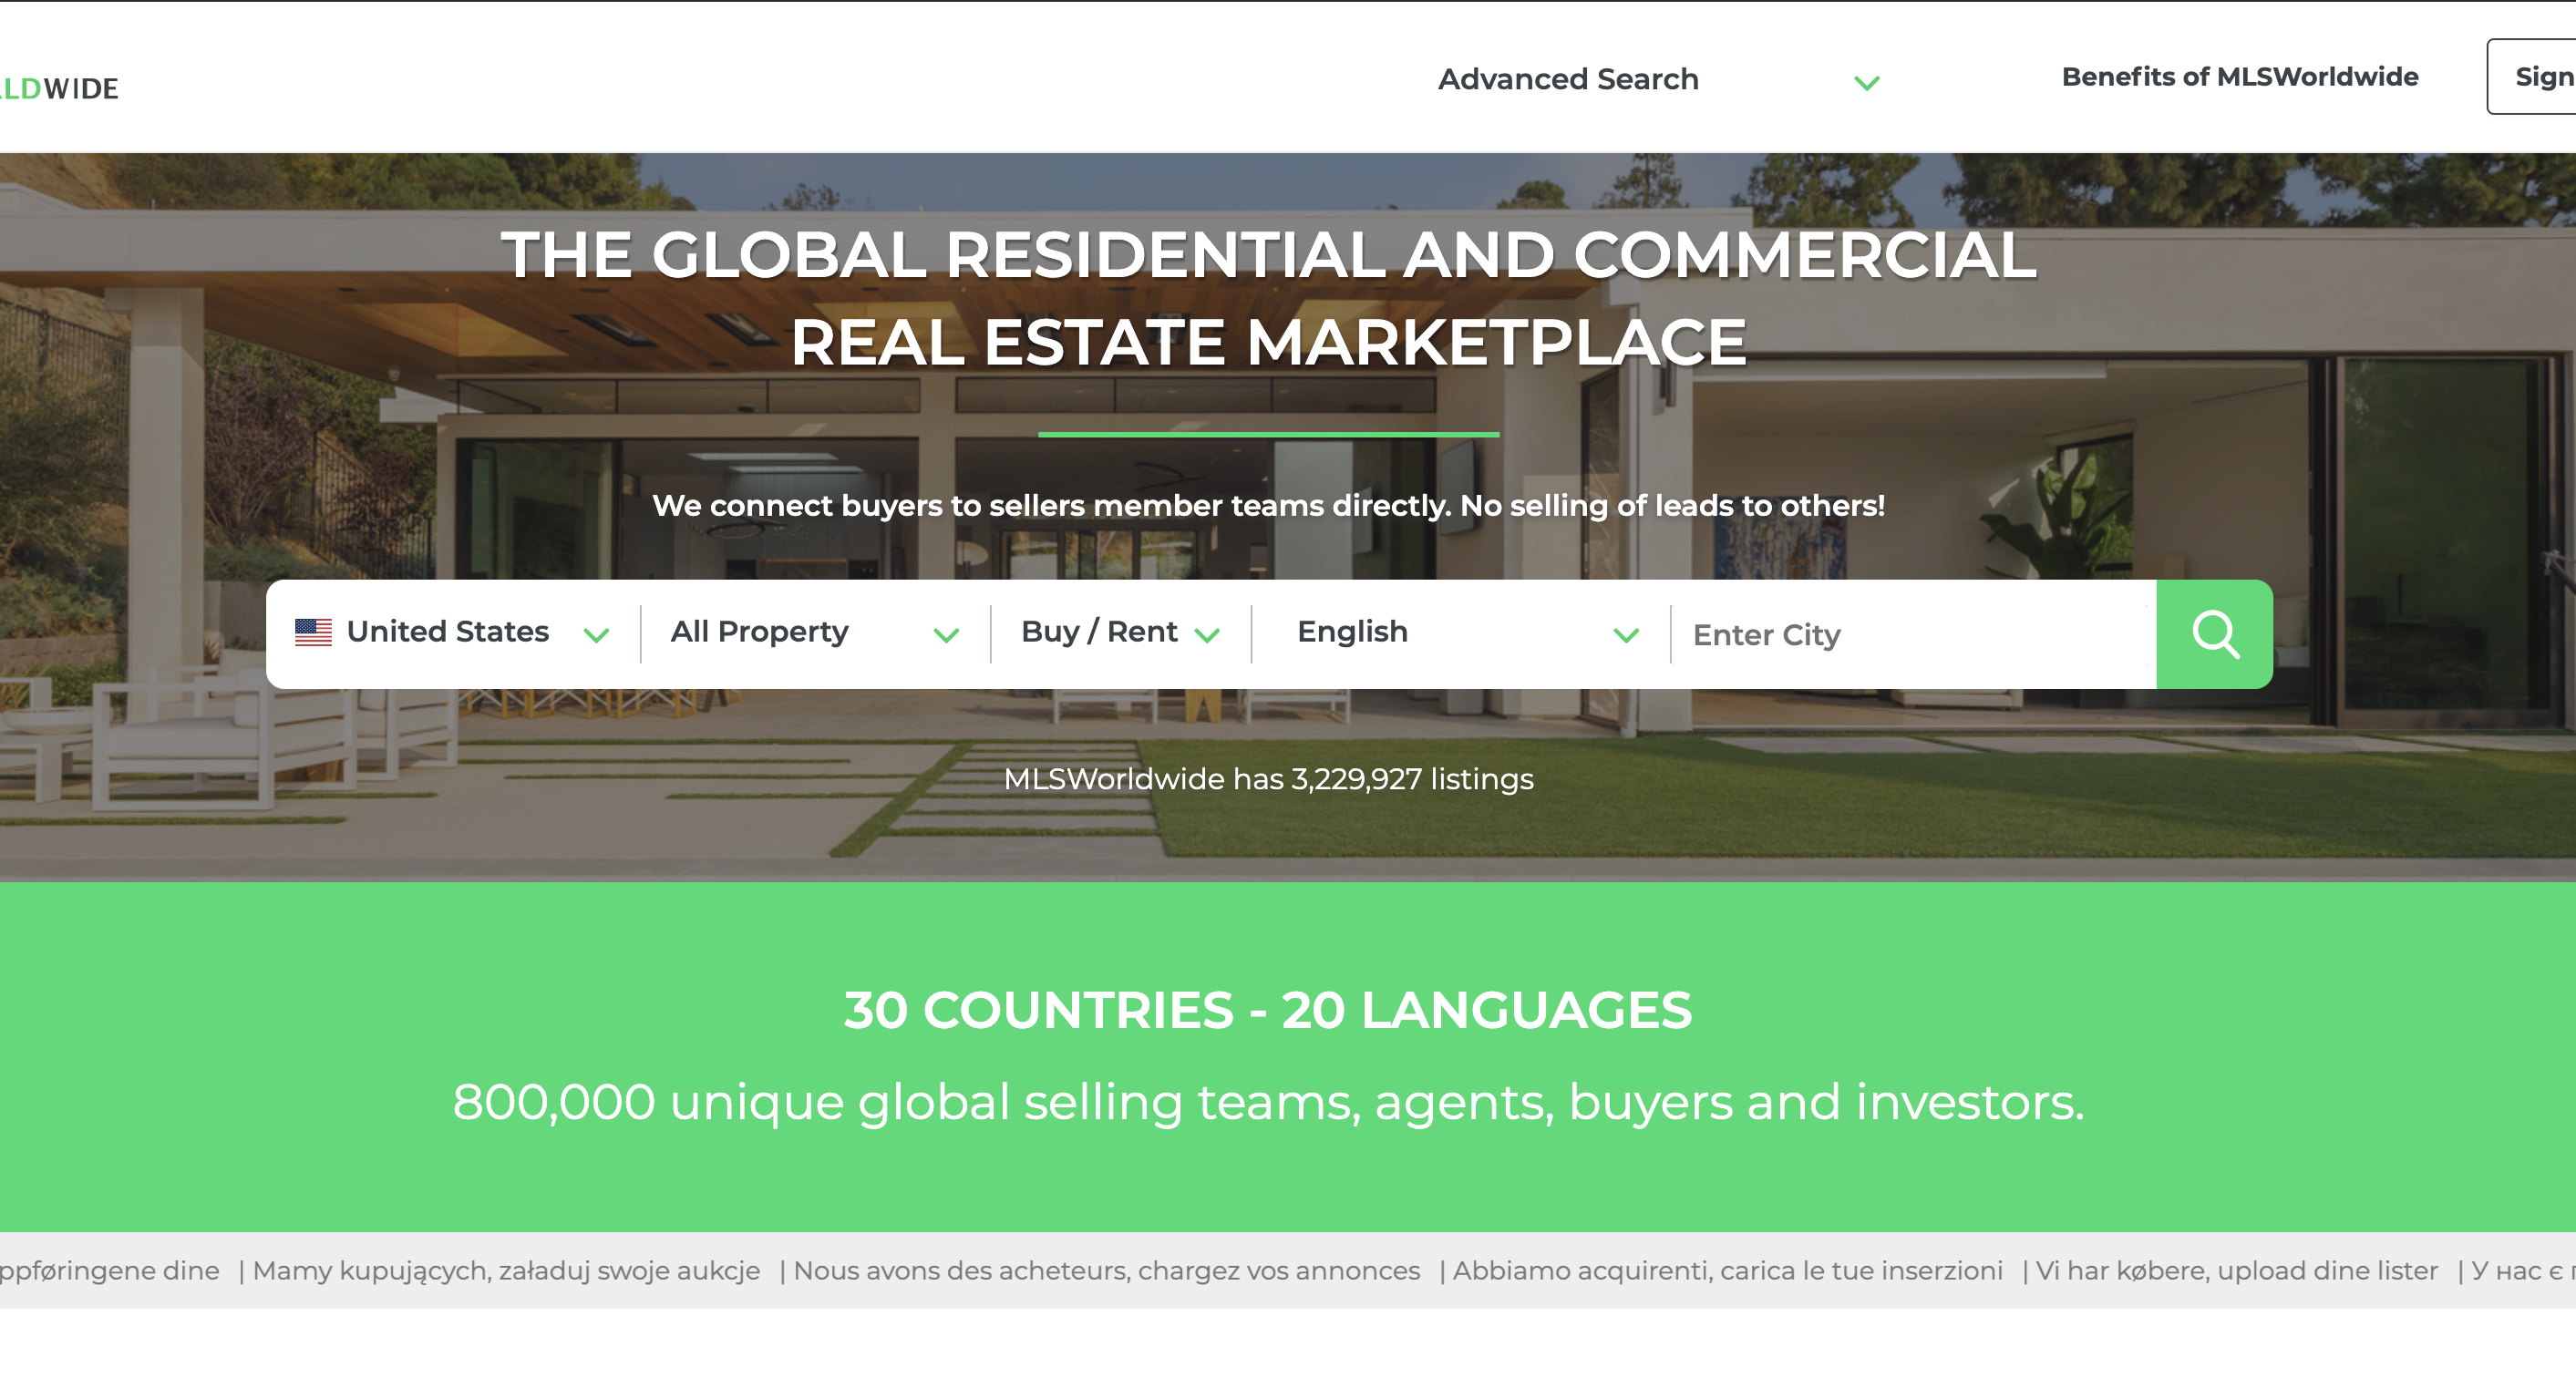 LDWIDE
Advanced Search
Benefits of MLSWorldwide
Sign
THE GLOBAL RESIDENTIAL AND COMMERCIAL
REAL ESTATE MARKETPLACE
We connect buyers to sellers member teams directly. No selling of leads to others!
United States
All Property
Buy / Rent
English
Enter City
MLSWorldwide has 3,229,927 listings
30 COUNTRIES - 20 LANGUAGES
800,000 unique global selling teams, agents, buyers and investors.
ppføringene dine | Mamy kupujących, załaduj swoje aukcje | Nous avons des acheteurs, chargez vos annonces | Abbiamo acquirenti, carica le tue inserzioni | Vi har købere, upload dine lister | У нас є